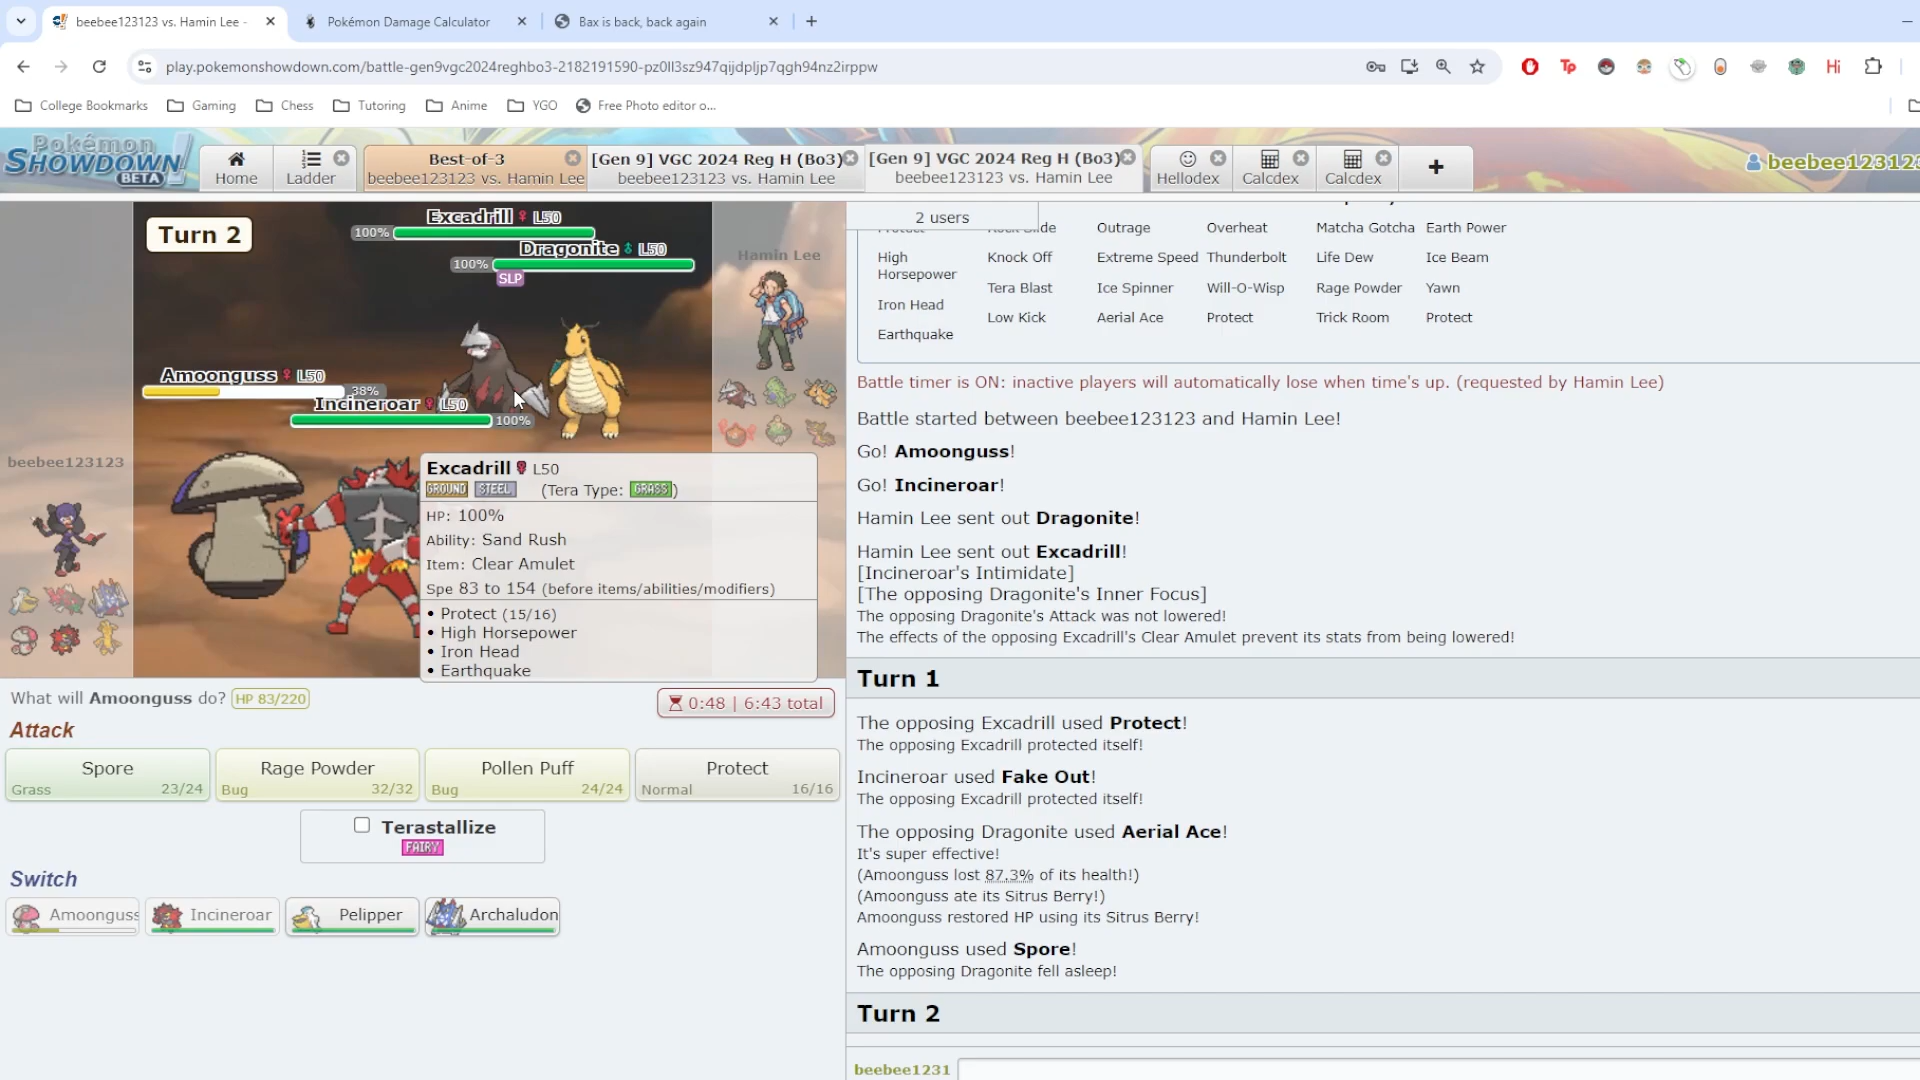 beebee123123 vs. Hamin Lee -
Pokémon Damage Calculator
Bax is back, back again
play.pokemonshowdown.com/battle-gen9vgc2024reghbo3-2182191590-pz0ll3sz947qijdpljp7qgh94nz2irppw
Tp
Hi
College Bookmarks
Gaming
Chess
Tutoring
Anime
YGO
Free Photo editor o...
Pokémon
SHOWDOWN!
BETA
Home
Ladder
Best-of-3
beebee123123 vs. Hamin Lee
[Gen 9] VGC 2024 Reg H (Bo3)
beebee123123 vs. Hamin Lee
[Gen 9] VGC 2024 Reg H (Bo3)
beebee123123 vs. Hamin Lee
Hellodex
Calcdex
Calcdex
beebee123123
Turn 2
Excadrill L50
100%
Dragonite L50
100%
SLP
Hamin Lee
Amoonguss L50
38%
Incineroar L50
100%
beebee123123
Excadrill L50
GROUND STEEL (Tera Type: GRASS)
HP: 100%
Ability: Sand Rush
Item: Clear Amulet
Spe 83 to 154 (before items/abilities/modifiers)
• Protect (15/16)
• High Horsepower
• Iron Head
• Earthquake
What will Amoonguss do? HP 83/220
0:48 | 6:43 total
Attack
Spore
Grass 23/24
Rage Powder
Bug 32/32
Pollen Puff
Bug 24/24
Protect
Normal 16/16
Terastallize
FAIRY
Switch
Amoonguss
Incineroar
Pelipper
Archaludon
2 users
Outrage Overheat Matcha Gotcha Earth Power
High Horsepower Knock Off Extreme Speed Thunderbolt Life Dew Ice Beam
Iron Head Tera Blast Ice Spinner Will-O-Wisp Rage Powder Yawn
Earthquake Low Kick Aerial Ace Protect Trick Room Protect
Battle timer is ON: inactive players will automatically lose when time's up. (requested by Hamin Lee)
Battle started between beebee123123 and Hamin Lee!
Go! Amoonguss!
Go! Incineroar!
Hamin Lee sent out Dragonite!
Hamin Lee sent out Excadrill!
[Incineroar's Intimidate]
[The opposing Dragonite's Inner Focus]
The opposing Dragonite's Attack was not lowered!
The effects of the opposing Excadrill's Clear Amulet prevent its stats from being lowered!
Turn 1
The opposing Excadrill used Protect!
The opposing Excadrill protected itself!
Incineroar used Fake Out!
The opposing Excadrill protected itself!
The opposing Dragonite used Aerial Ace!
It's super effective!
(Amoonguss lost 87.3% of its health!)
(Amoonguss ate its Sitrus Berry!)
Amoonguss restored HP using its Sitrus Berry!
Amoonguss used Spore!
The opposing Dragonite fell asleep!
Turn 2
beebee1231